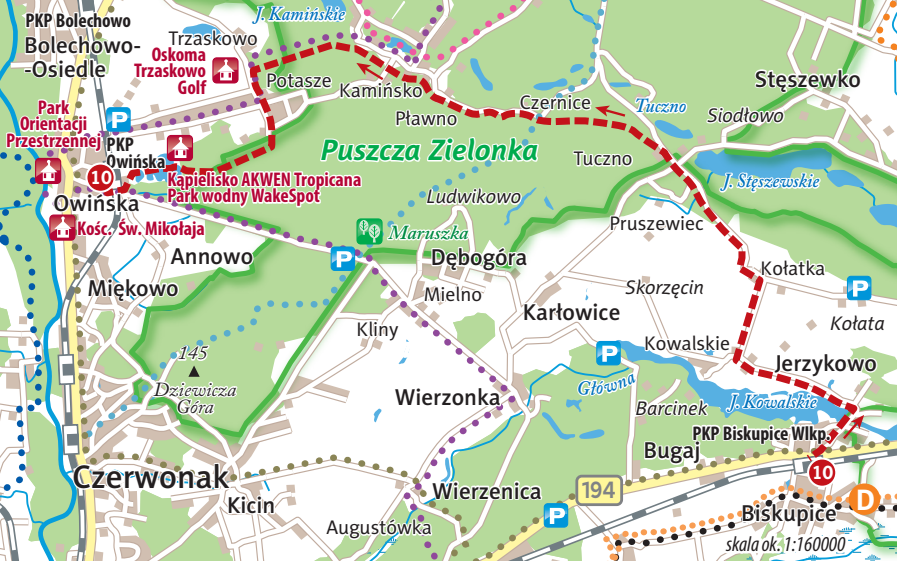 PKP Bolechowo
Bolechowo-
-Osiedle
J. Kamińskie
Trzaskowo
Oskoma
Trzaskowo
Golf
Potasze
Kamińsko
Pławno
Czernice
Tuczno
Stęszewko
Siodłowo
Park
Orientacji
Przestrzennej
P
PKP
Owińska
10
Owińska
Kąpielisko AKWEN Tropicana
Park wodny WakeSpot
Kośc. Św. Mikołaja
Puszcza Zielonka
Tuczno
J. Stęszewskie
Ludwikowo
Pruszewiec
Maruszka
P
Annowo
Dębogóra
Miękowo
Mielno
Kołatka
Skorzęcin
P
Kołata
Karłowice
Kliny
Kowalskie
P
Jerzykowo
145
Dziewicza
Góra
Główna
Wierzonka
Barcinek
J. Kowalskie
PKP Biskupice Wlkp.
Bugaj
10
Czerwonak
Kicin
Wierzenica
194
P
D
Augustówka
Biskupice
skala ok. 1:160000